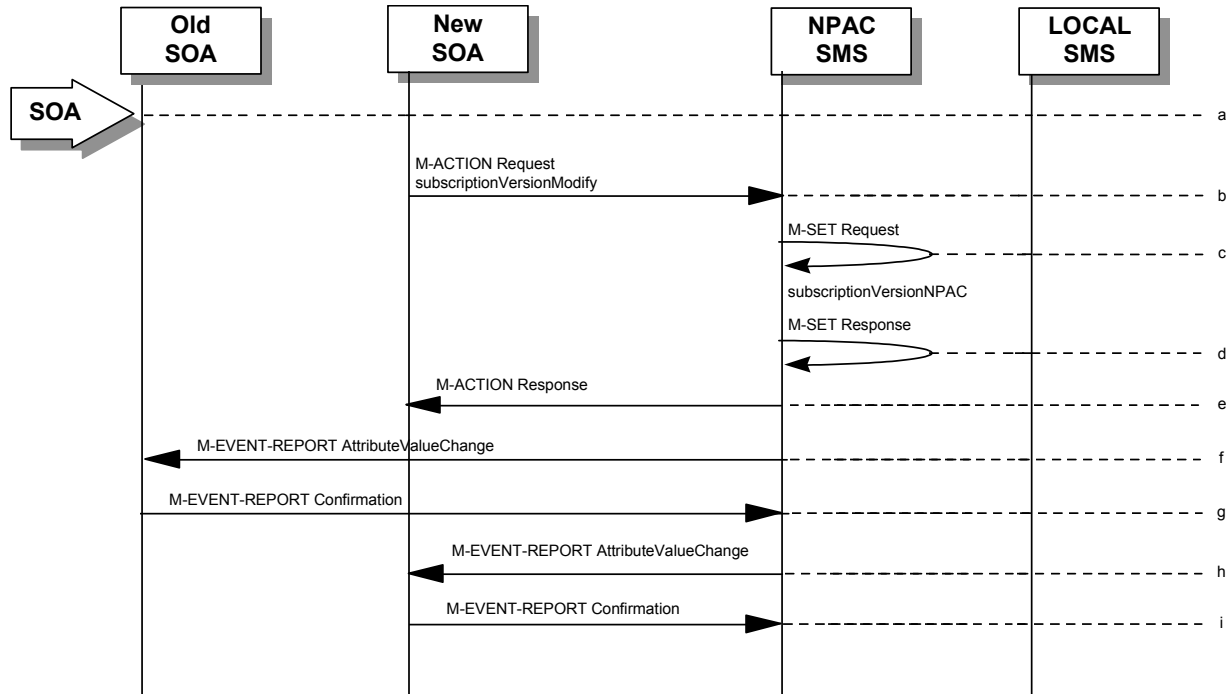 Old
SOA
New
SOA
NPAC
SMS
LOCAL
SMS
SOA
a
M-ACTION Request
subscriptionVersionModify
b
M-SET Request
c
subscriptionVersionNPAC
M-SET Response
d
M-ACTION Response
e
M-EVENT-REPORT AttributeValueChange
f
M-EVENT-REPORT Confirmation
g
M-EVENT-REPORT AttributeValueChange
h
M-EVENT-REPORT Confirmation
i